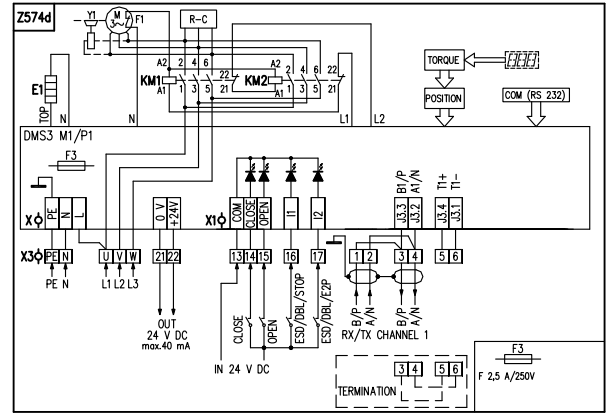 Z574d
Y1
M
3~
F1
R-C
A2
2 4 6
22
A2
2 4 6
22
KM1
KM2
A1
1 3 5
21
A1
1 3 5
21
E1
TOP
N
N
L1
L2
TORQUE
POSITION
COM (RS 232)
DMS3 M1/P1
F3
X
PE
N
L
0 V
+24V
X1
COM
CLOSE
OPEN
I1
I2
J3.3 B1/P
J3.2 A1/N
J3.4 T1+
J3.1 T1-
X3
PE N
U V W
21 22
13 14 15
16
17
1 2
3 4
5 6
PE N
L1 L2 L3
OUT
24 V DC
max.40 mA
CLOSE
OPEN
ESD/DBL/STOP
ESD/DBL/E2P
IN 24 V DC
B/P
A/N
B/P
A/N
RX/TX CHANNEL 1
3 4
5 6
TERMINATION
F3
F 2,5 A/250V